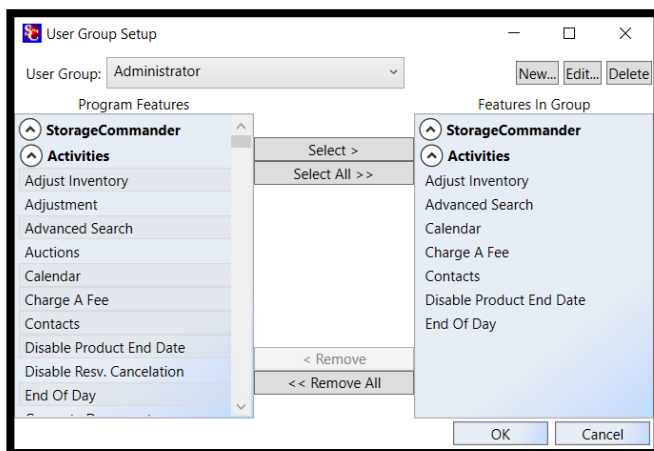 User Group Setup
User Group: Administrator New... Edit... Delete
Program Features Features In Group
StorageCommander
Activities
Adjust Inventory
Adjustment
Advanced Search
Auctions
Calendar
Charge A Fee
Contacts
Disable Product End Date
Disable Resv. Cancelation
End Of Day
Select >
Select All >>
< Remove
<< Remove All
StorageCommander
Activities
Adjust Inventory
Advanced Search
Calendar
Charge A Fee
Contacts
Disable Product End Date
End Of Day
OK Cancel